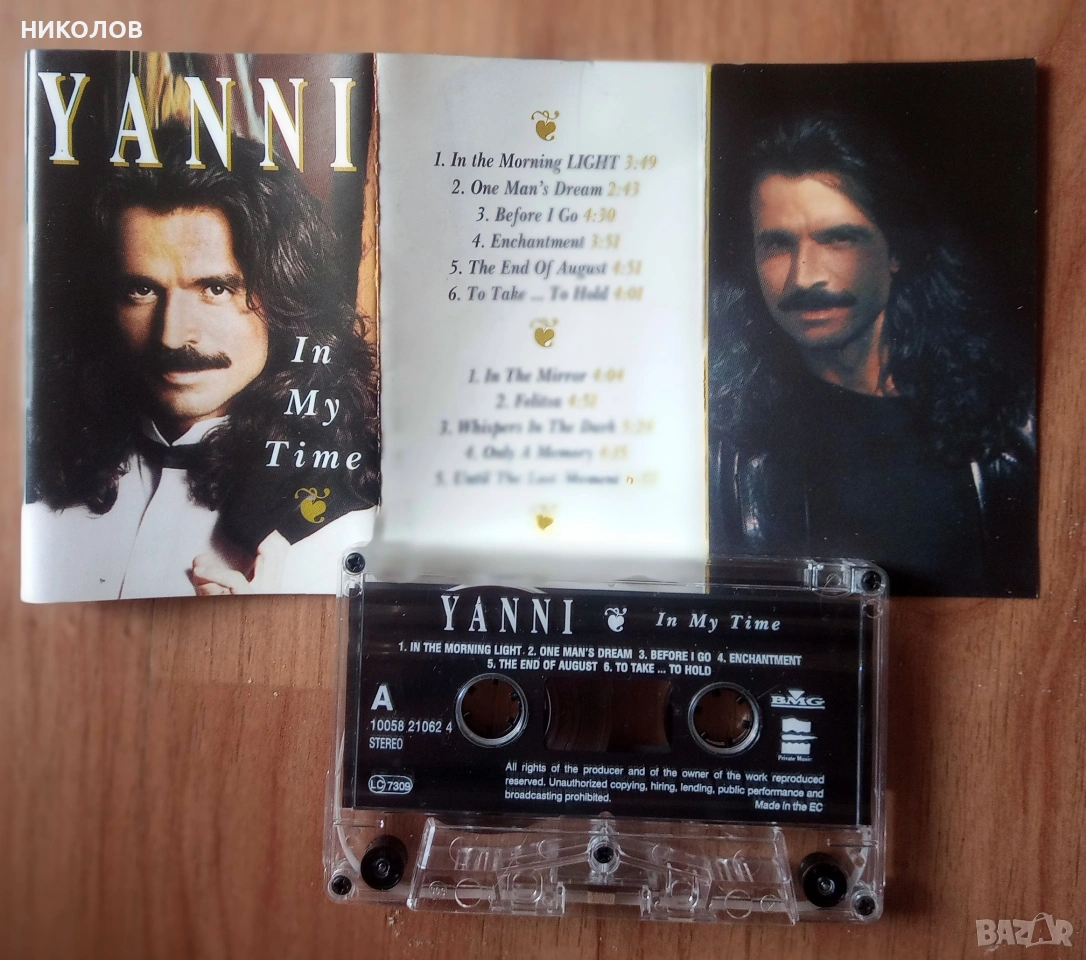 НИКОЛОВ
YANNI
In
My
Time
1. In the Morning LIGHT 3:49
2. One Man's Dream 2:43
3. Before I Go 4:30
4. Enchantment 3:51
5. The End Of August 4:51
6. To Take ... To Hold 4:01
1. In The Mirror 4:04
2. Felitsa 4:51
3. Whispers In The Dark
4. Only A Memory
5. Until The Last Moment
YANNI In My Time
1. IN THE MORNING LIGHT 2. ONE MAN'S DREAM 3. BEFORE I GO 4. ENCHANTMENT
5. THE END OF AUGUST 6. TO TAKE ... TO HOLD
A
10058 21062 4
STEREO
LC 7309
BMG
Private Music
All rights of the producer and of the owner of the work reproduced
reserved. Unauthorized copying, hiring, lending, public performance and
broadcasting prohibited.
Made in the EC
BAZAR